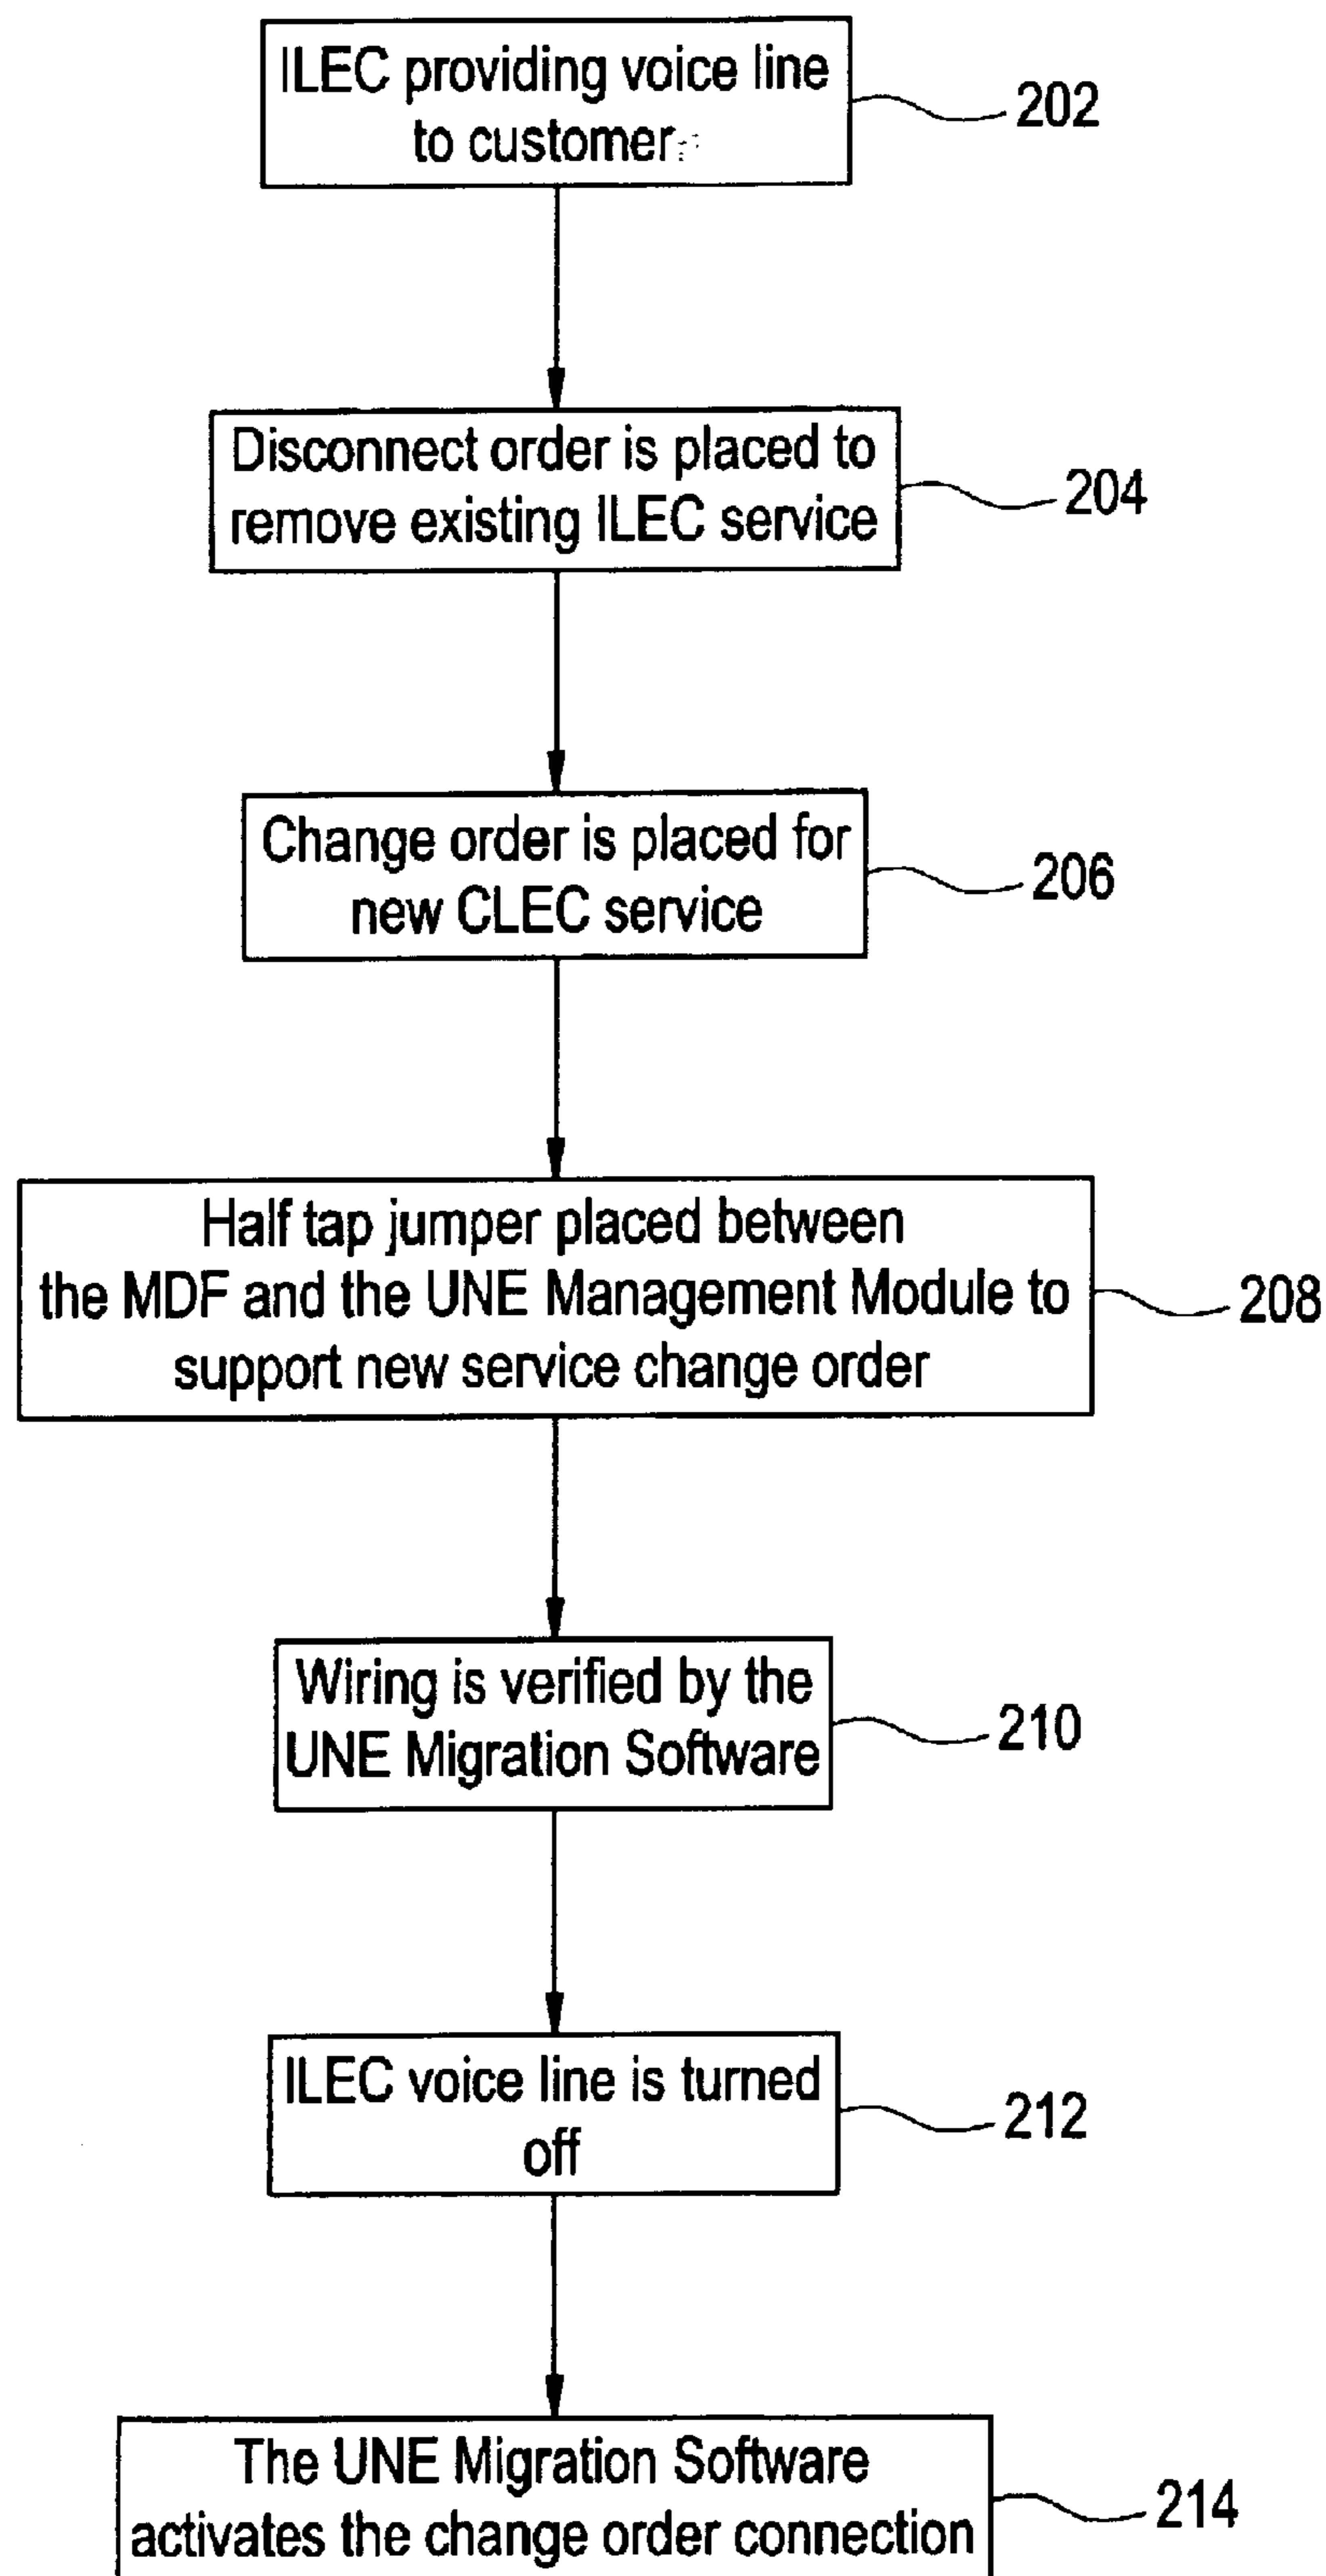 ILEC providing voice line
to customer
202
Disconnect order is placed to
remove existing ILEC service
204
Change order is placed for
new CLEC service
206
Half tap jumper placed between
the MDF and the UNE Management Module to
support new service change order
208
Wiring is verified by the
UNE Migration Software
210
ILEC voice line is turned
off
212
The UNE Migration Software
activates the change order connection
214